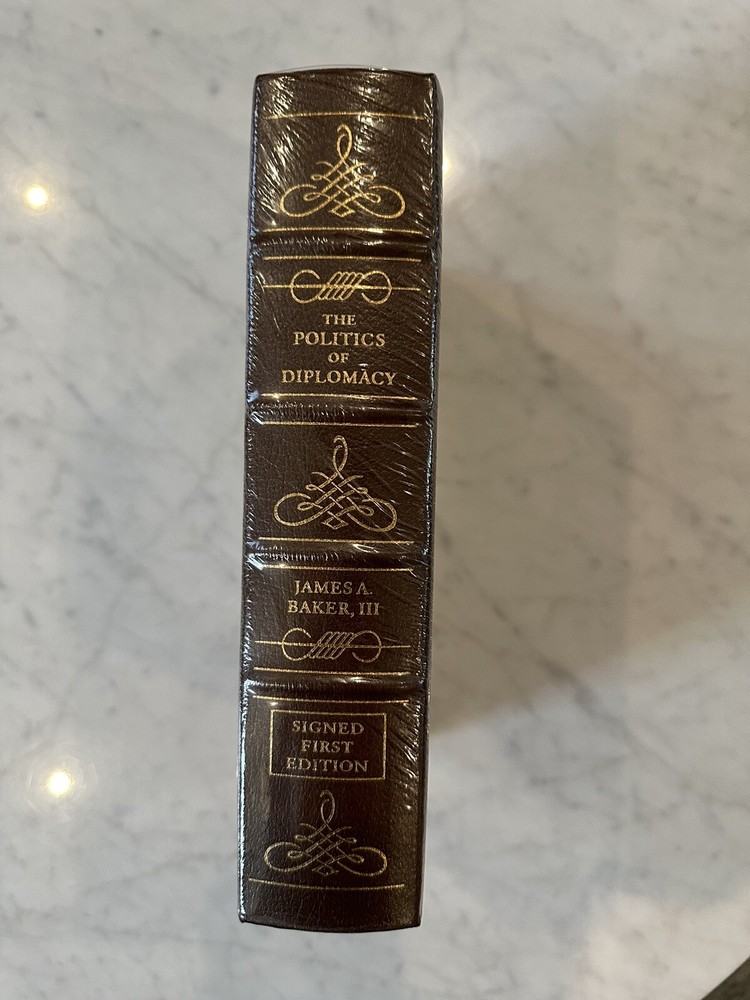 THE
POLITICS
OF
DIPLOMACY
JAMES A.
BAKER, III
SIGNED
FIRST
EDITION